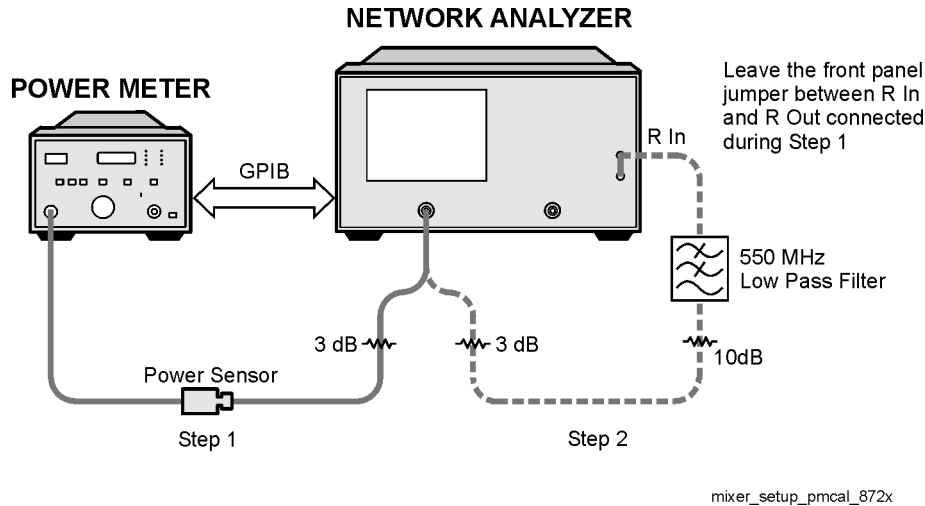 NETWORK ANALYZER
POWER METER
Leave the front panel
jumper between R In
and R Out connected
during Step 1
R In
GPIB
550 MHz
Low Pass Filter
3 dB
3 dB
10dB
Power Sensor
Step 1
Step 2
mixer_setup_pmcal_872x